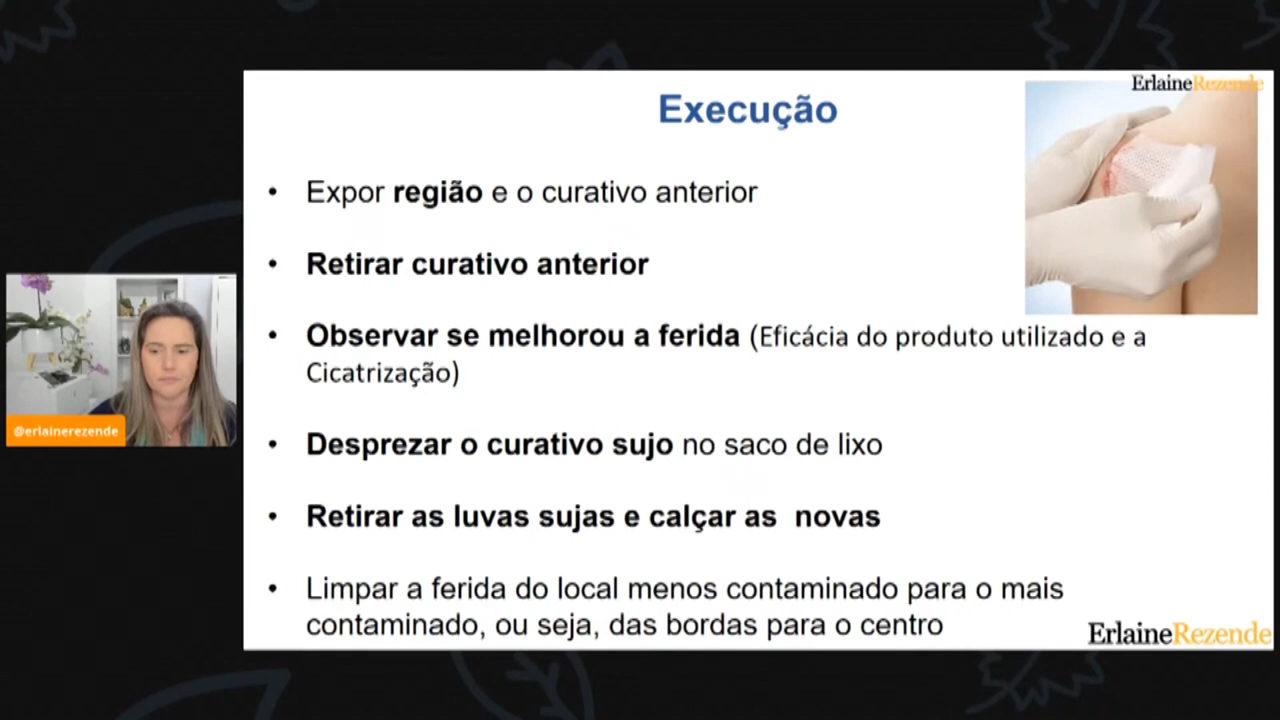 ErlaineRezende
Execução
• Expor região e o curativo anterior
• Retirar curativo anterior
• Observar se melhorou a ferida (Eficácia do produto utilizado e a
Cicatrização)
@erlainerezende
• Desprezar o curativo sujo no saco de lixo
• Retirar as luvas sujas e calçar as novas
• Limpar a ferida do local menos contaminado para o mais
contaminado, ou seja, das bordas para o centro
ErlaineRezende